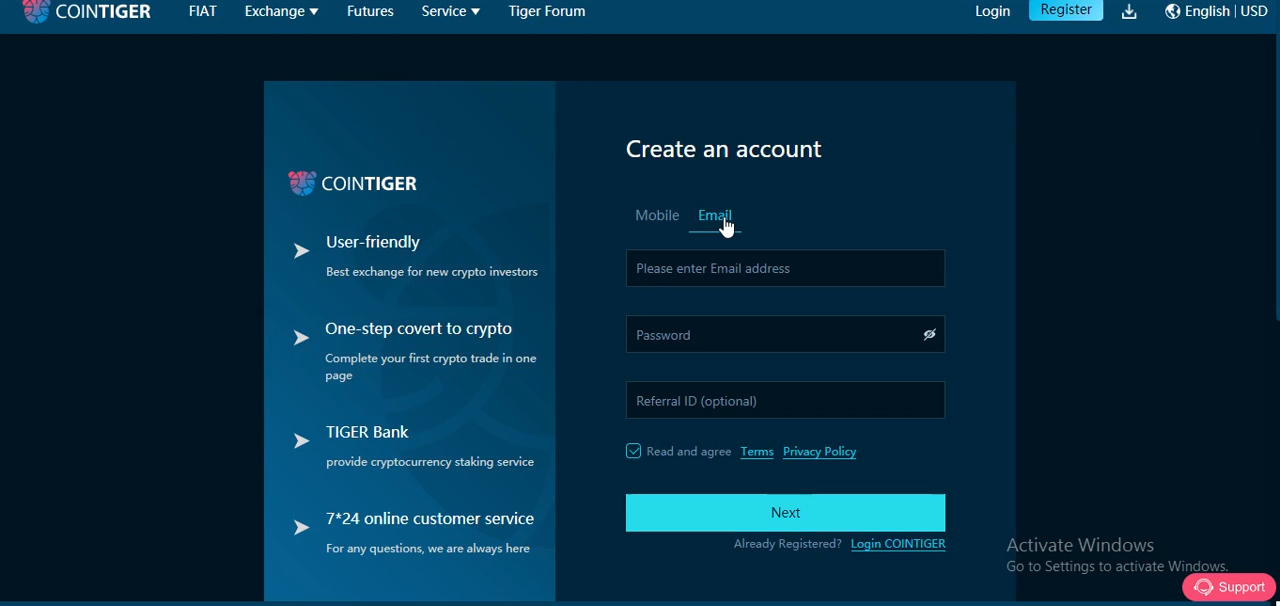 COINTIGER FIAT Exchange Futures Service Tiger Forum Login Register English | USD
COINTIGER
User-friendly
Best exchange for new crypto investors
One-step covert to crypto
Complete your first crypto trade in one
page
TIGER Bank
provide cryptocurrency staking service
7*24 online customer service
For any questions, we are always here
Create an account
Mobile Email
Please enter Email address
Password
Referral ID (optional)
Read and agree Terms Privacy Policy
Next
Already Registered? Login COINTIGER
Activate Windows
Go to Settings to activate Windows.
Support